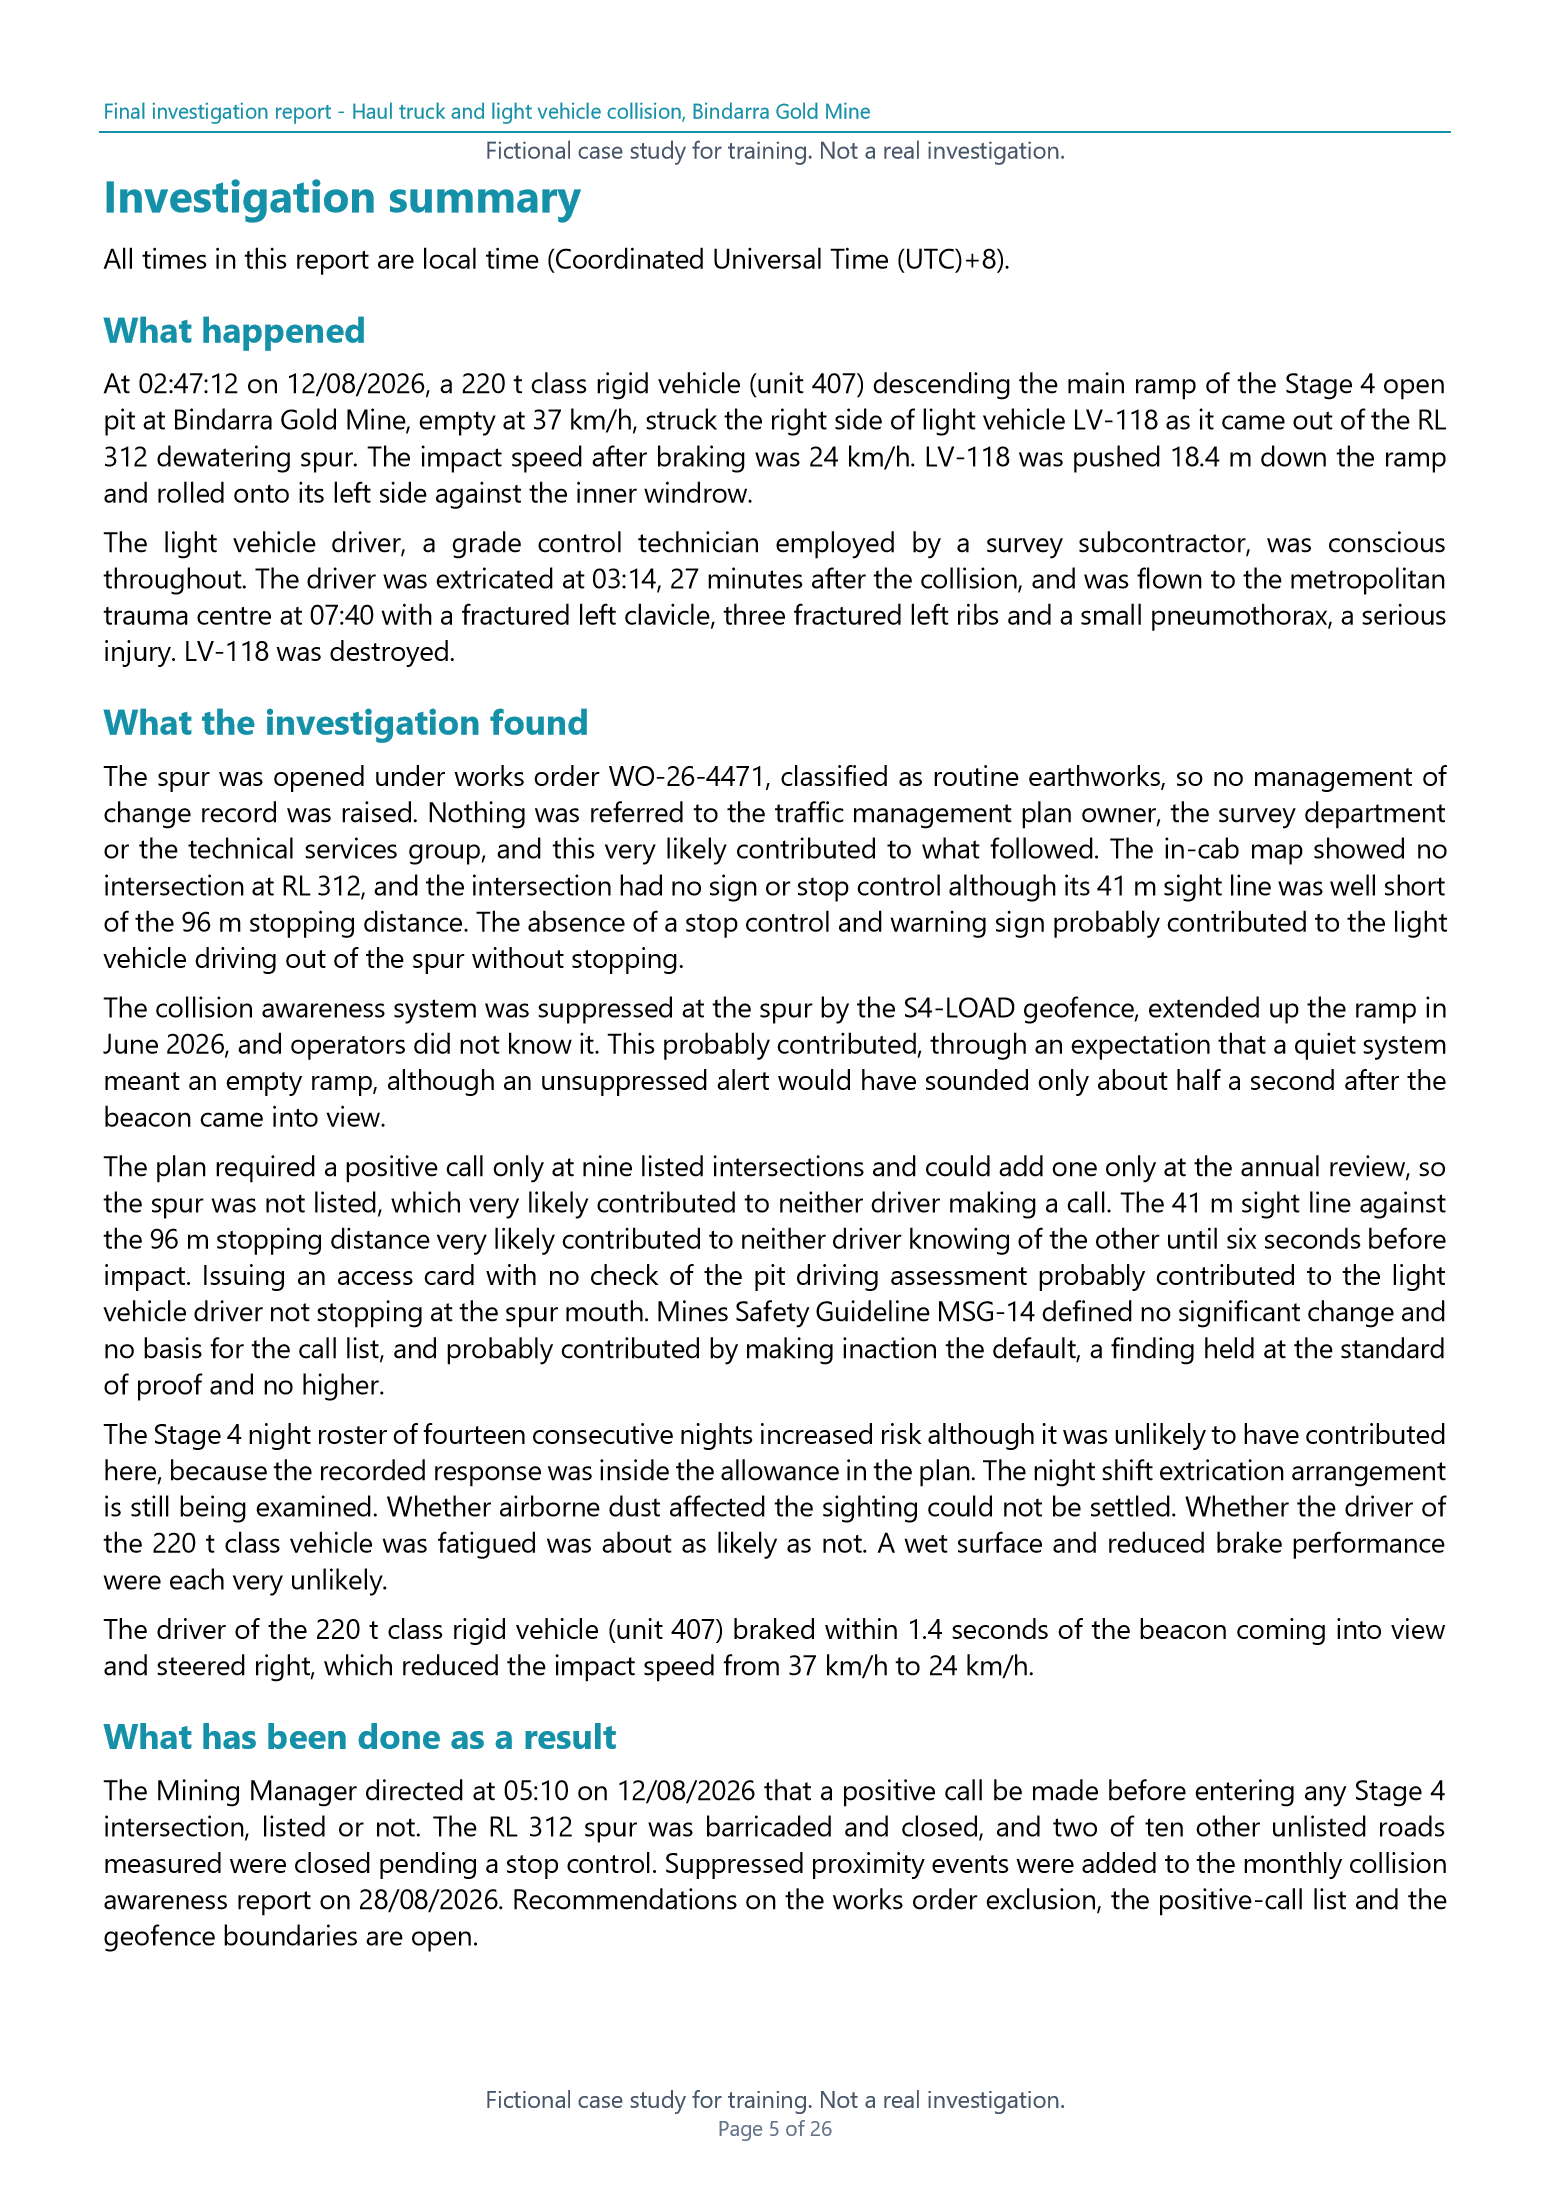 Final investigation report - Haul truck and light vehicle collision, Bindarra Gold Mine
Fictional case study for training. Not a real investigation.
Investigation summary
All times in this report are local time (Coordinated Universal Time (UTC)+8).
What happened
At 02:47:12 on 12/08/2026, a 220 t class rigid vehicle (unit 407) descending the main ramp of the Stage 4 open
pit at Bindarra Gold Mine, empty at 37 km/h, struck the right side of light vehicle LV-118 as it came out of the RL
312 dewatering spur. The impact speed after braking was 24 km/h. LV-118 was pushed 18.4 m down the ramp
and rolled onto its left side against the inner windrow.
The light vehicle driver, a grade control technician employed by a survey subcontractor, was conscious
throughout. The driver was extricated at 03:14, 27 minutes after the collision, and was flown to the metropolitan
trauma centre at 07:40 with a fractured left clavicle, three fractured left ribs and a small pneumothorax, a serious
injury. LV-118 was destroyed.
What the investigation found
The spur was opened under works order WO-26-4471, classified as routine earthworks, so no management of
change record was raised. Nothing was referred to the traffic management plan owner, the survey department
or the technical services group, and this very likely contributed to what followed. The in-cab map showed no
intersection at RL 312, and the intersection had no sign or stop control although its 41 m sight line was well short
of the 96 m stopping distance. The absence of a stop control and warning sign probably contributed to the light
vehicle driving out of the spur without stopping.
The collision awareness system was suppressed at the spur by the S4-LOAD geofence, extended up the ramp in
June 2026, and operators did not know it. This probably contributed, through an expectation that a quiet system
meant an empty ramp, although an unsuppressed alert would have sounded only about half a second after the
beacon came into view.
The plan required a positive call only at nine listed intersections and could add one only at the annual review, so
the spur was not listed, which very likely contributed to neither driver making a call. The 41 m sight line against
the 96 m stopping distance very likely contributed to neither driver knowing of the other until six seconds before
impact. Issuing an access card with no check of the pit driving assessment probably contributed to the light
vehicle driver not stopping at the spur mouth. Mines Safety Guideline MSG-14 defined no significant change and
no basis for the call list, and probably contributed by making inaction the default, a finding held at the standard
of proof and no higher.
The Stage 4 night roster of fourteen consecutive nights increased risk although it was unlikely to have contributed
here, because the recorded response was inside the allowance in the plan. The night shift extrication arrangement
is still being examined. Whether airborne dust affected the sighting could not be settled. Whether the driver of
the 220 t class vehicle was fatigued was about as likely as not. A wet surface and reduced brake performance
were each very unlikely.
The driver of the 220 t class rigid vehicle (unit 407) braked within 1.4 seconds of the beacon coming into view
and steered right, which reduced the impact speed from 37 km/h to 24 km/h.
What has been done as a result
The Mining Manager directed at 05:10 on 12/08/2026 that a positive call be made before entering any Stage 4
intersection, listed or not. The RL 312 spur was barricaded and closed, and two of ten other unlisted roads
measured were closed pending a stop control. Suppressed proximity events were added to the monthly collision
awareness report on 28/08/2026. Recommendations on the works order exclusion, the positive-call list and the
geofence boundaries are open.
Fictional case study for training. Not a real investigation.
Page 5 of 26